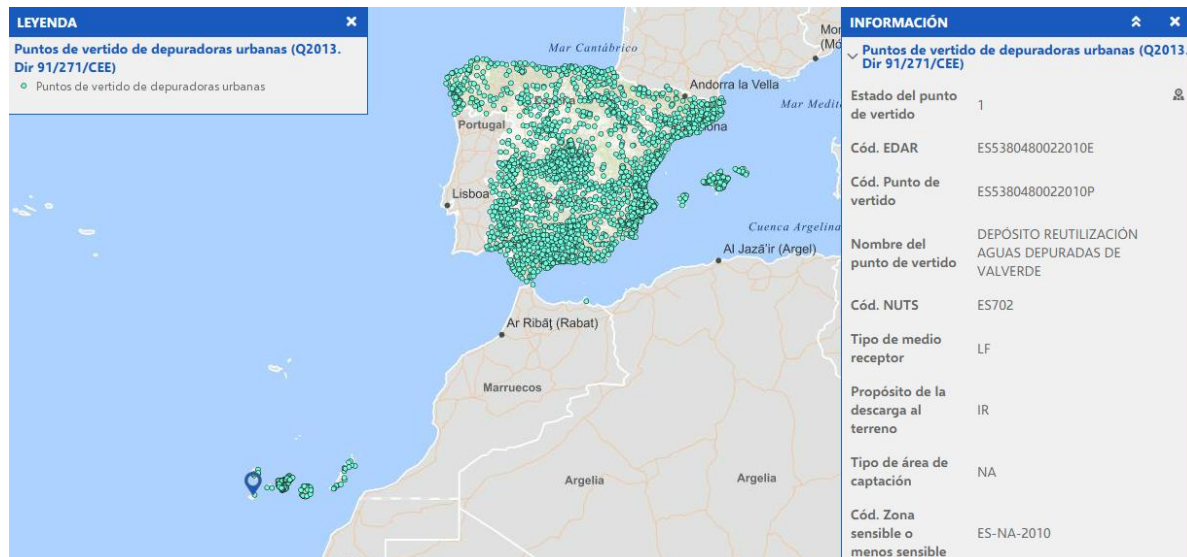 LEYENDA
Puntos de vertido de depuradoras urbanas (Q2013.
Dir 91/271/CEE)
Puntos de vertido de depuradoras urbanas
Mar Cantábrico
Andorra la Vella
Mar Medit
España
Portugal
Lisboa
Cuenca Argelina
Al Jazā'ir (Argel)
Ar Ribāţ (Rabat)
Marruecos
Argelia
Argelia
INFORMACIÓN
Puntos de vertido de depuradoras urbanas (Q2013.
Dir 91/271/CEE)
Estado del punto
de vertido
1
Cód. EDAR
ES5380480022010E
Cód. Punto de
vertido
ES5380480022010P
Nombre del
punto de vertido
DEPÓSITO REUTILIZACIÓN
AGUAS DEPURADAS DE
VALVERDE
Cód. NUTS
ES702
Tipo de medio
receptor
LF
Propósito de la
descarga al
terreno
IR
Tipo de área de
captación
NA
Cód. Zona
sensible o
menos sensible
ES-NA-2010